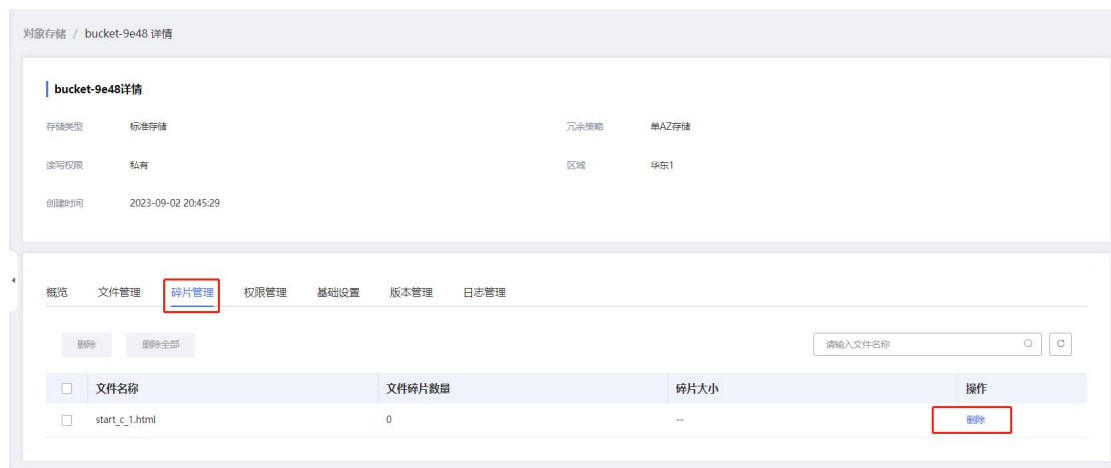 对象存储 / bucket-9e48 详情
bucket-9e48详情
存储类型 标准存储 冗余策略 单AZ存储
读写权限 私有 区域 华东1
创建时间 2023-09-02 20:45:29
概览 文件管理 碎片管理 权限管理 基础设置 版本管理 日志管理
删除 删除全部 请输入文件名称
文件名称 文件碎片数量 碎片大小 操作
start_c_1.html 0 -- 删除